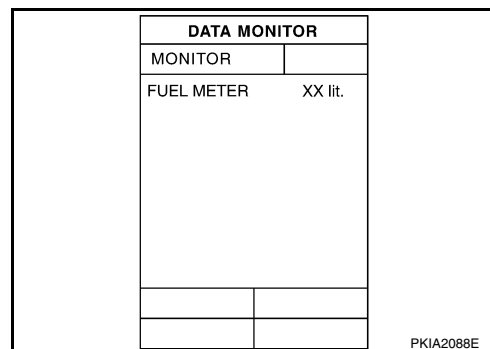 DATA MONITOR
MONITOR
FUEL METER XX lit.
PKIA2088E